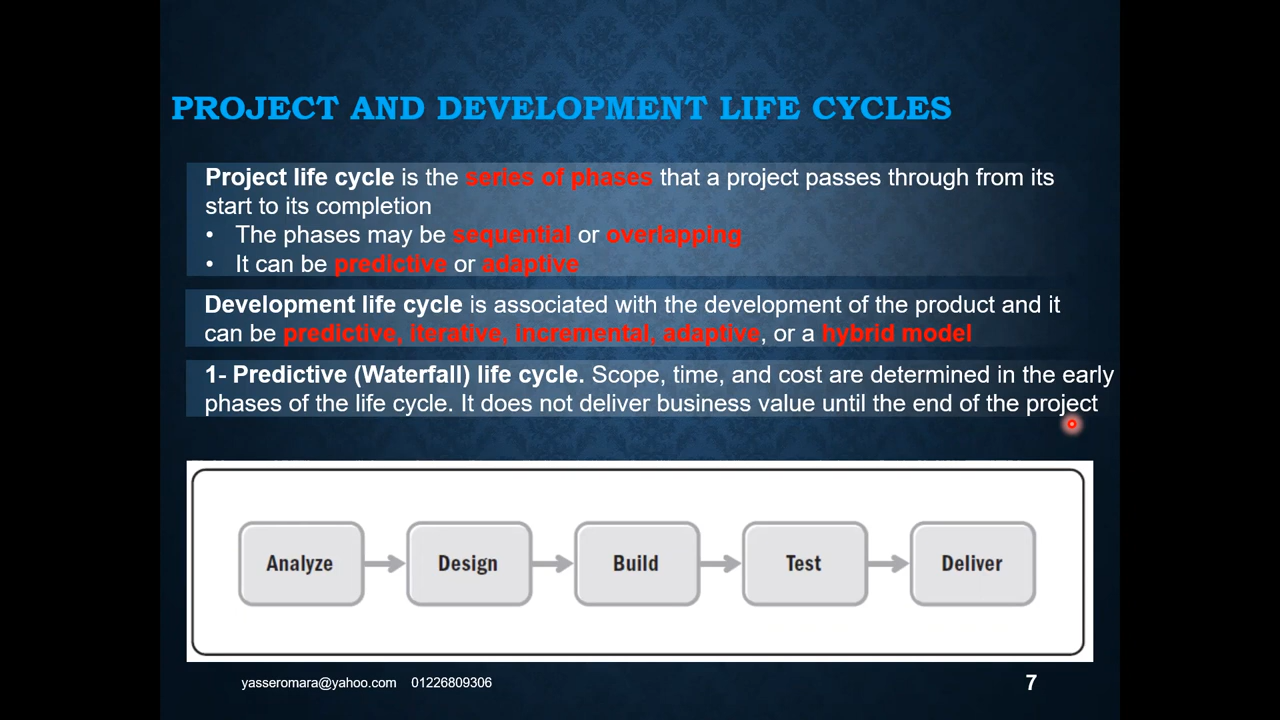 PROJECT AND DEVELOPMENT LIFE CYCLES
Project life cycle is the series of phases that a project passes through from its
start to its completion
• The phases may be sequential or overlapping
• It can be predictive or adaptive
Development life cycle is associated with the development of the product and it
can be predictive, iterative, incremental, adaptive, or a hybrid model
1- Predictive (Waterfall) life cycle. Scope, time, and cost are determined in the early
phases of the life cycle. It does not deliver business value until the end of the project
Analyze Design Build Test Deliver
yasseromara@yahoo.com 01226809306 7